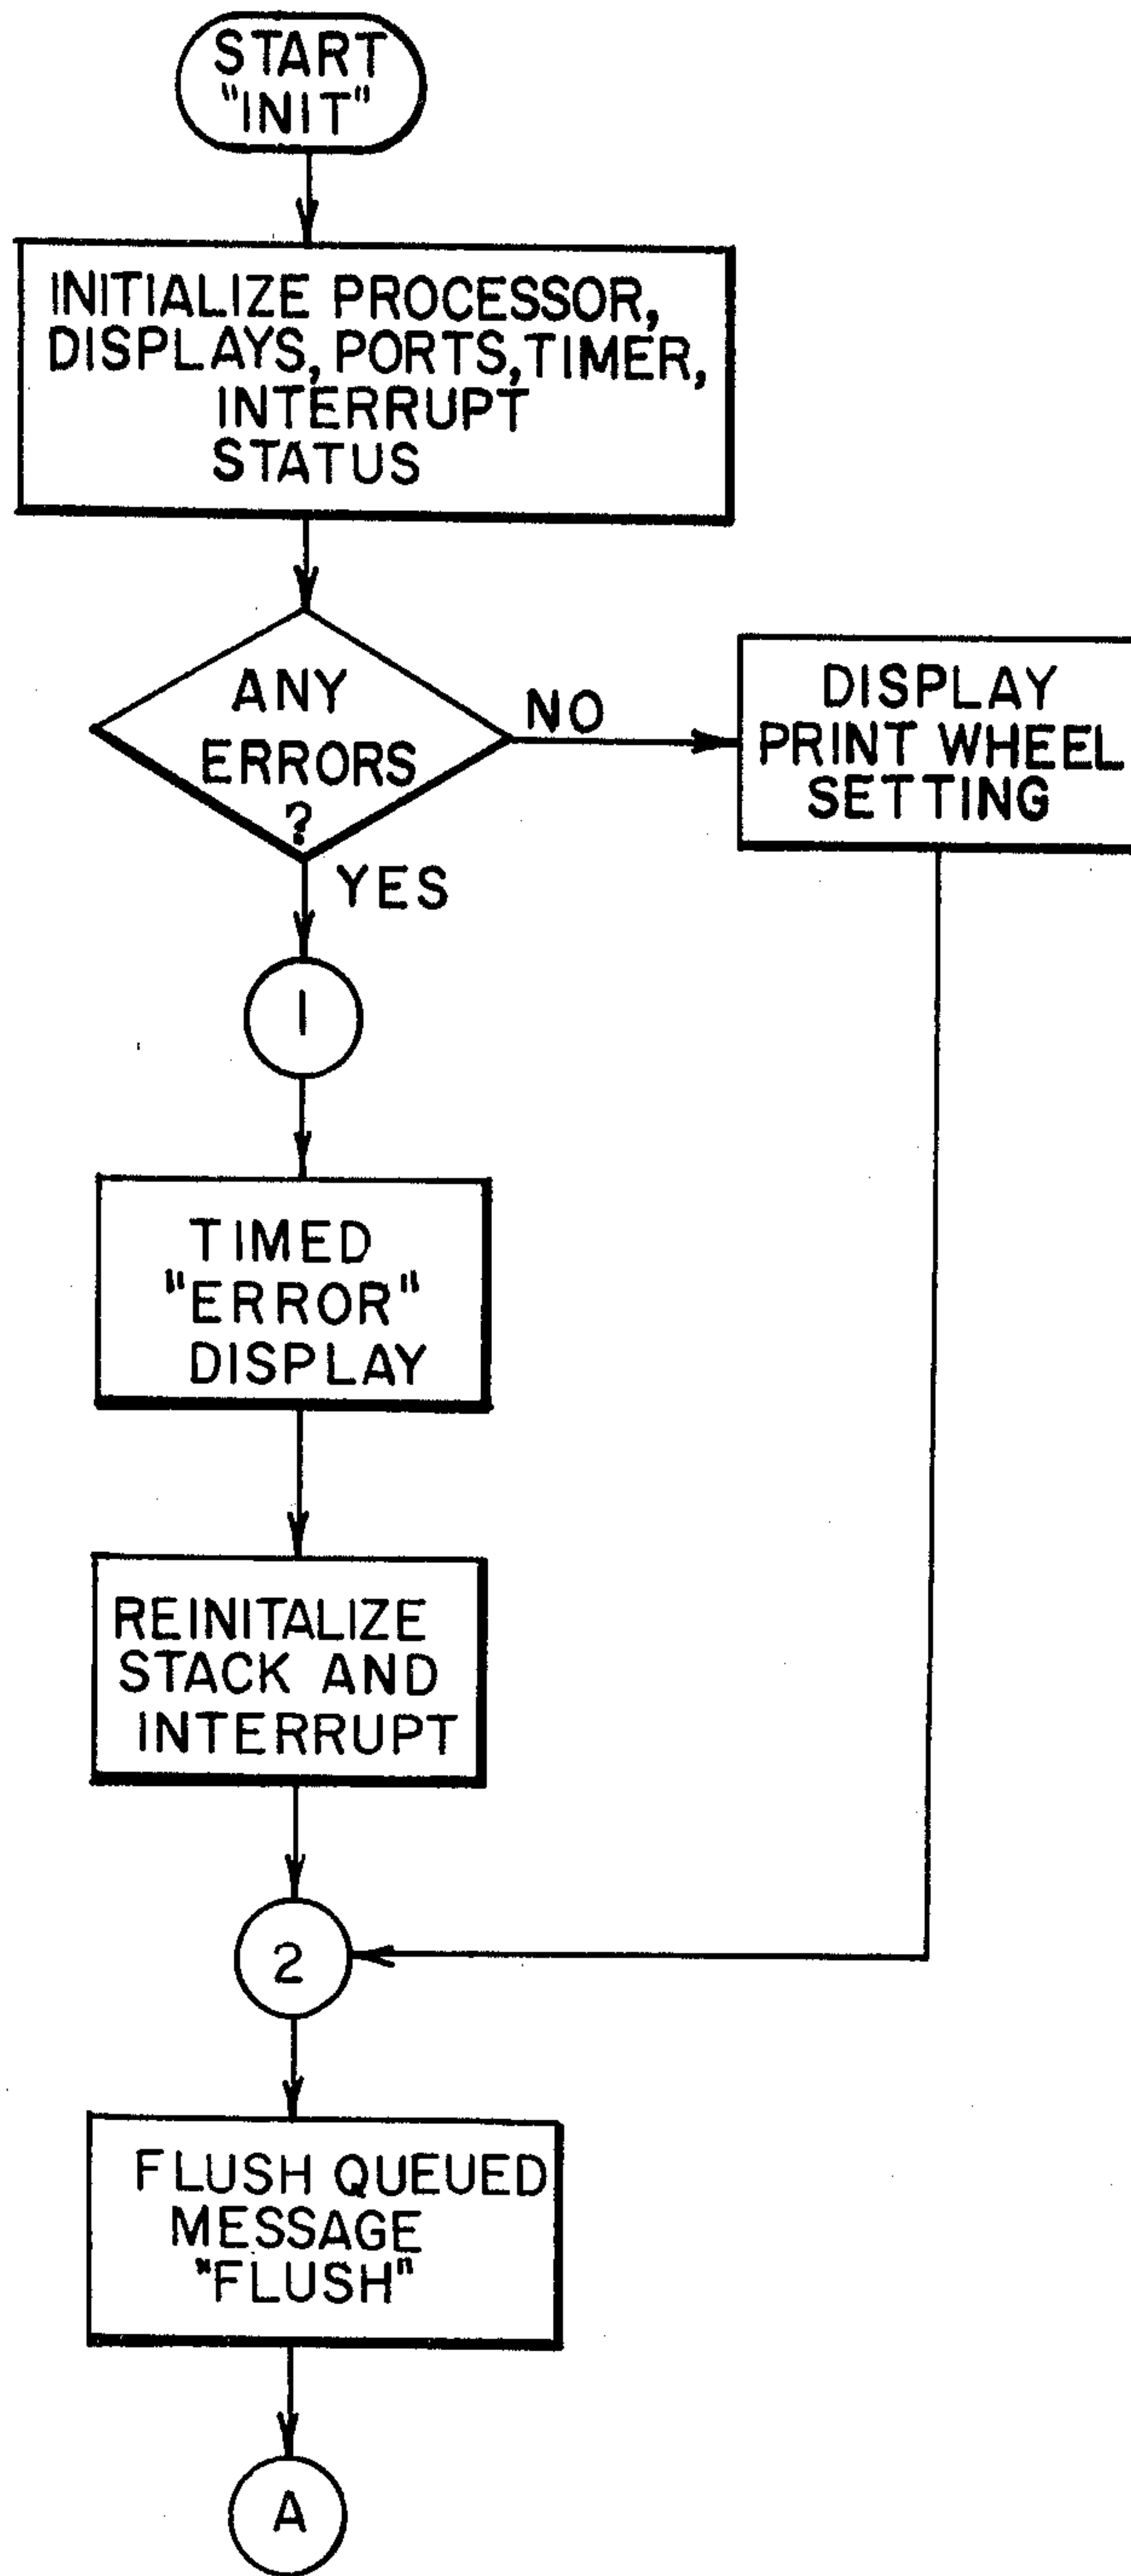 START
"INIT"
INITIALIZE PROCESSOR,
DISPLAYS, PORTS, TIMER,
INTERRUPT
STATUS
ANY
ERRORS
?
NO
DISPLAY
PRINT WHEEL
SETTING
YES
1
TIMED
"ERROR"
DISPLAY
REINITALIZE
STACK AND
INTERRUPT
2
FLUSH QUEUED
MESSAGE
"FLUSH"
A